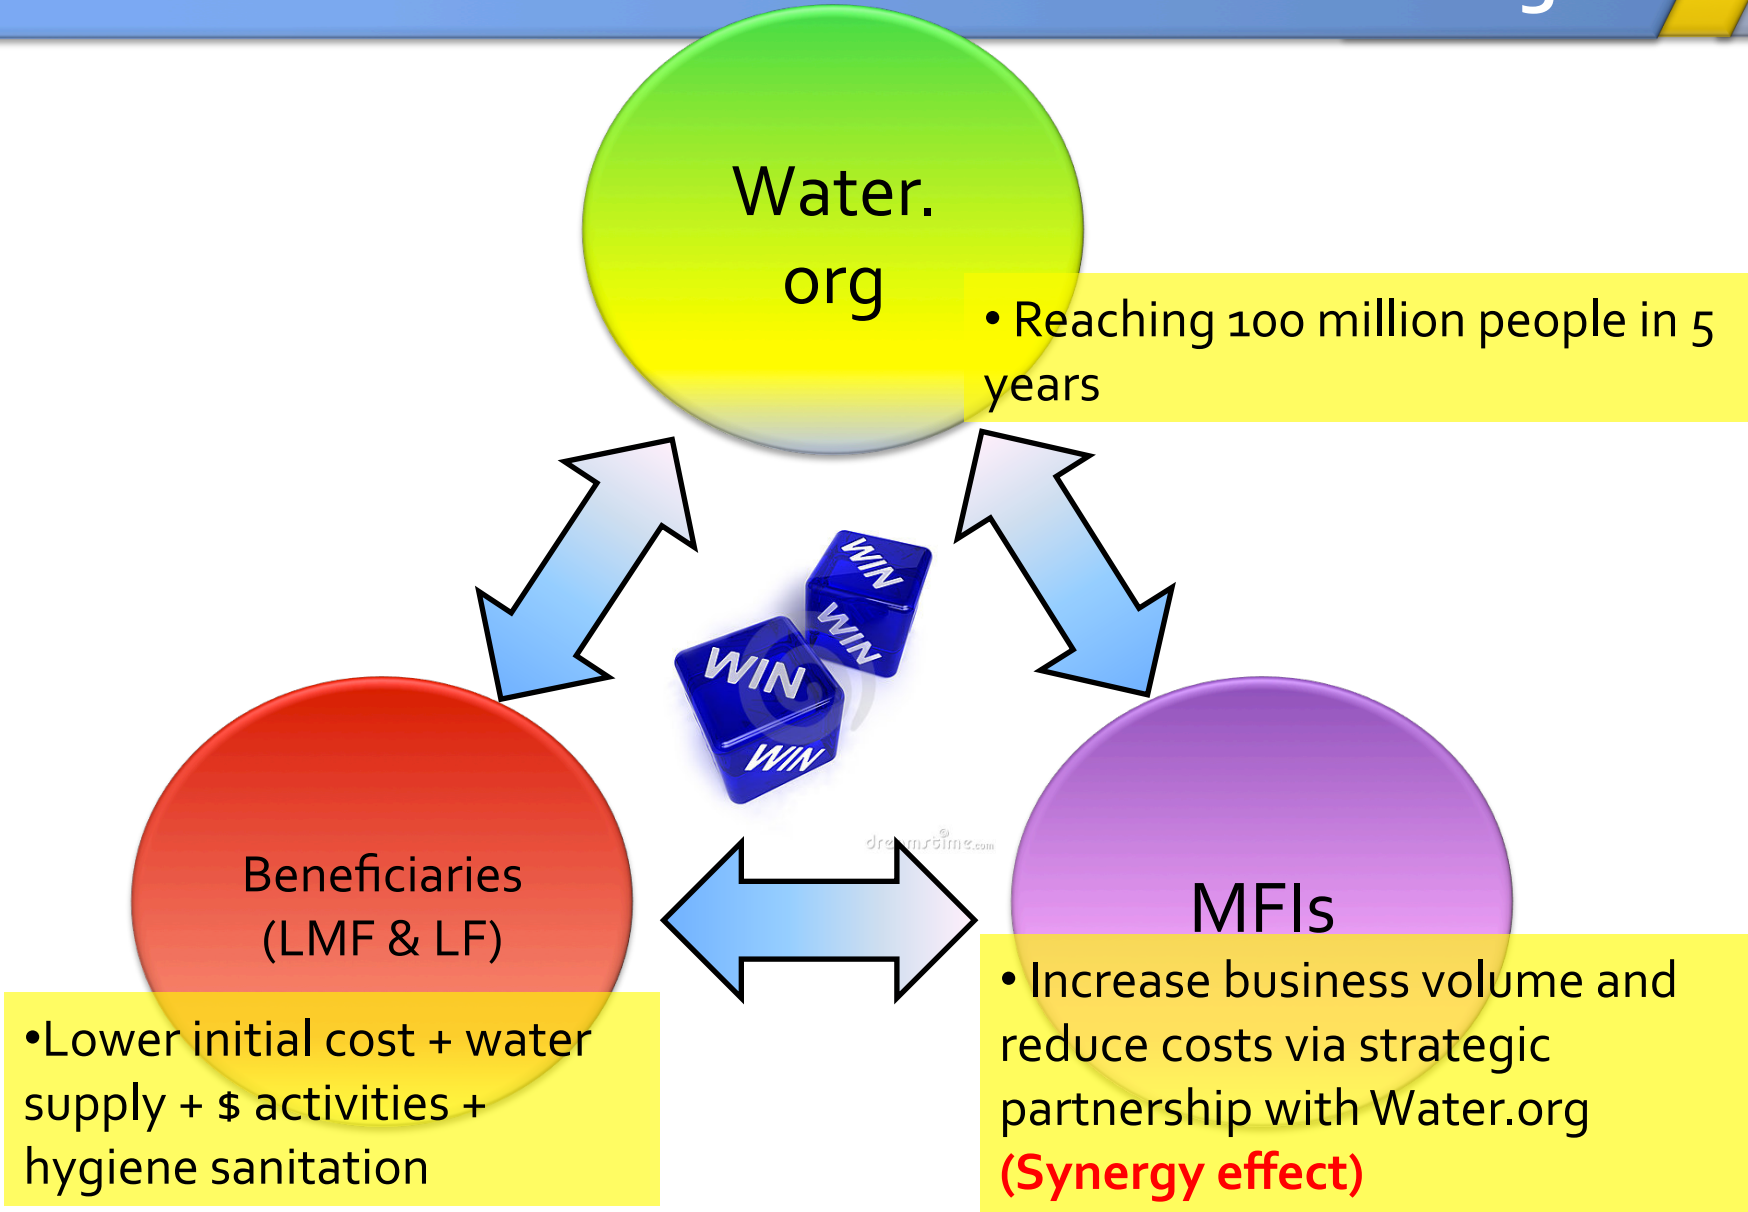 Water.
org
• Reaching 100 million people in 5
years
WIN
WIN
WIN
WIN
dreamstime.com
Beneficiaries
(LMF & LF)
MFIs
•Lower initial cost + water
supply + $ activities +
hygiene sanitation
• Increase business volume and
reduce costs via strategic
partnership with Water.org
(Synergy effect)